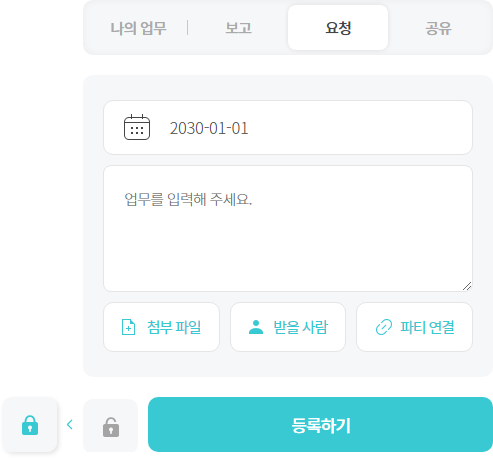 나의 업무 보고 요청 공유
2030-01-01
업무를 입력해 주세요.
첨부 파일 받을 사람 파티 연결
등록하기